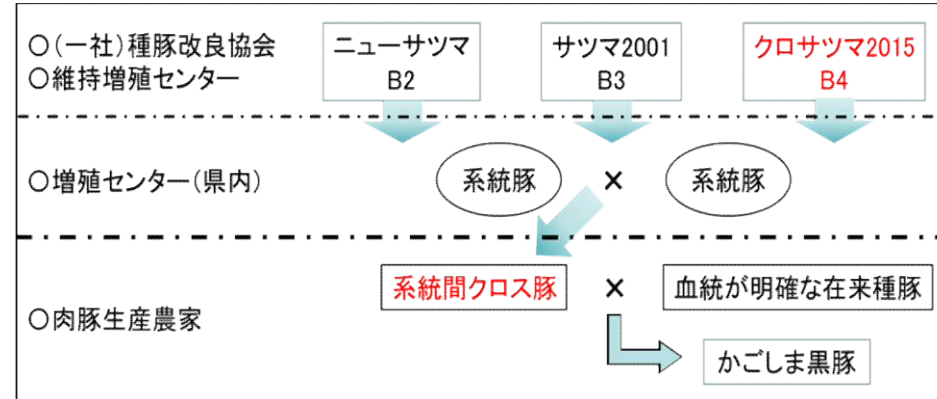 〇(一社)種豚改良協会
〇維持増殖センター
ニューサツマ
B2
サツマ2001
B3
クロサツマ2015
B4
〇増殖センター(県内)
系統豚
×
系統豚
系統間クロス豚
×
血統が明確な在来種豚
〇肉豚生産農家
かごしま黒豚